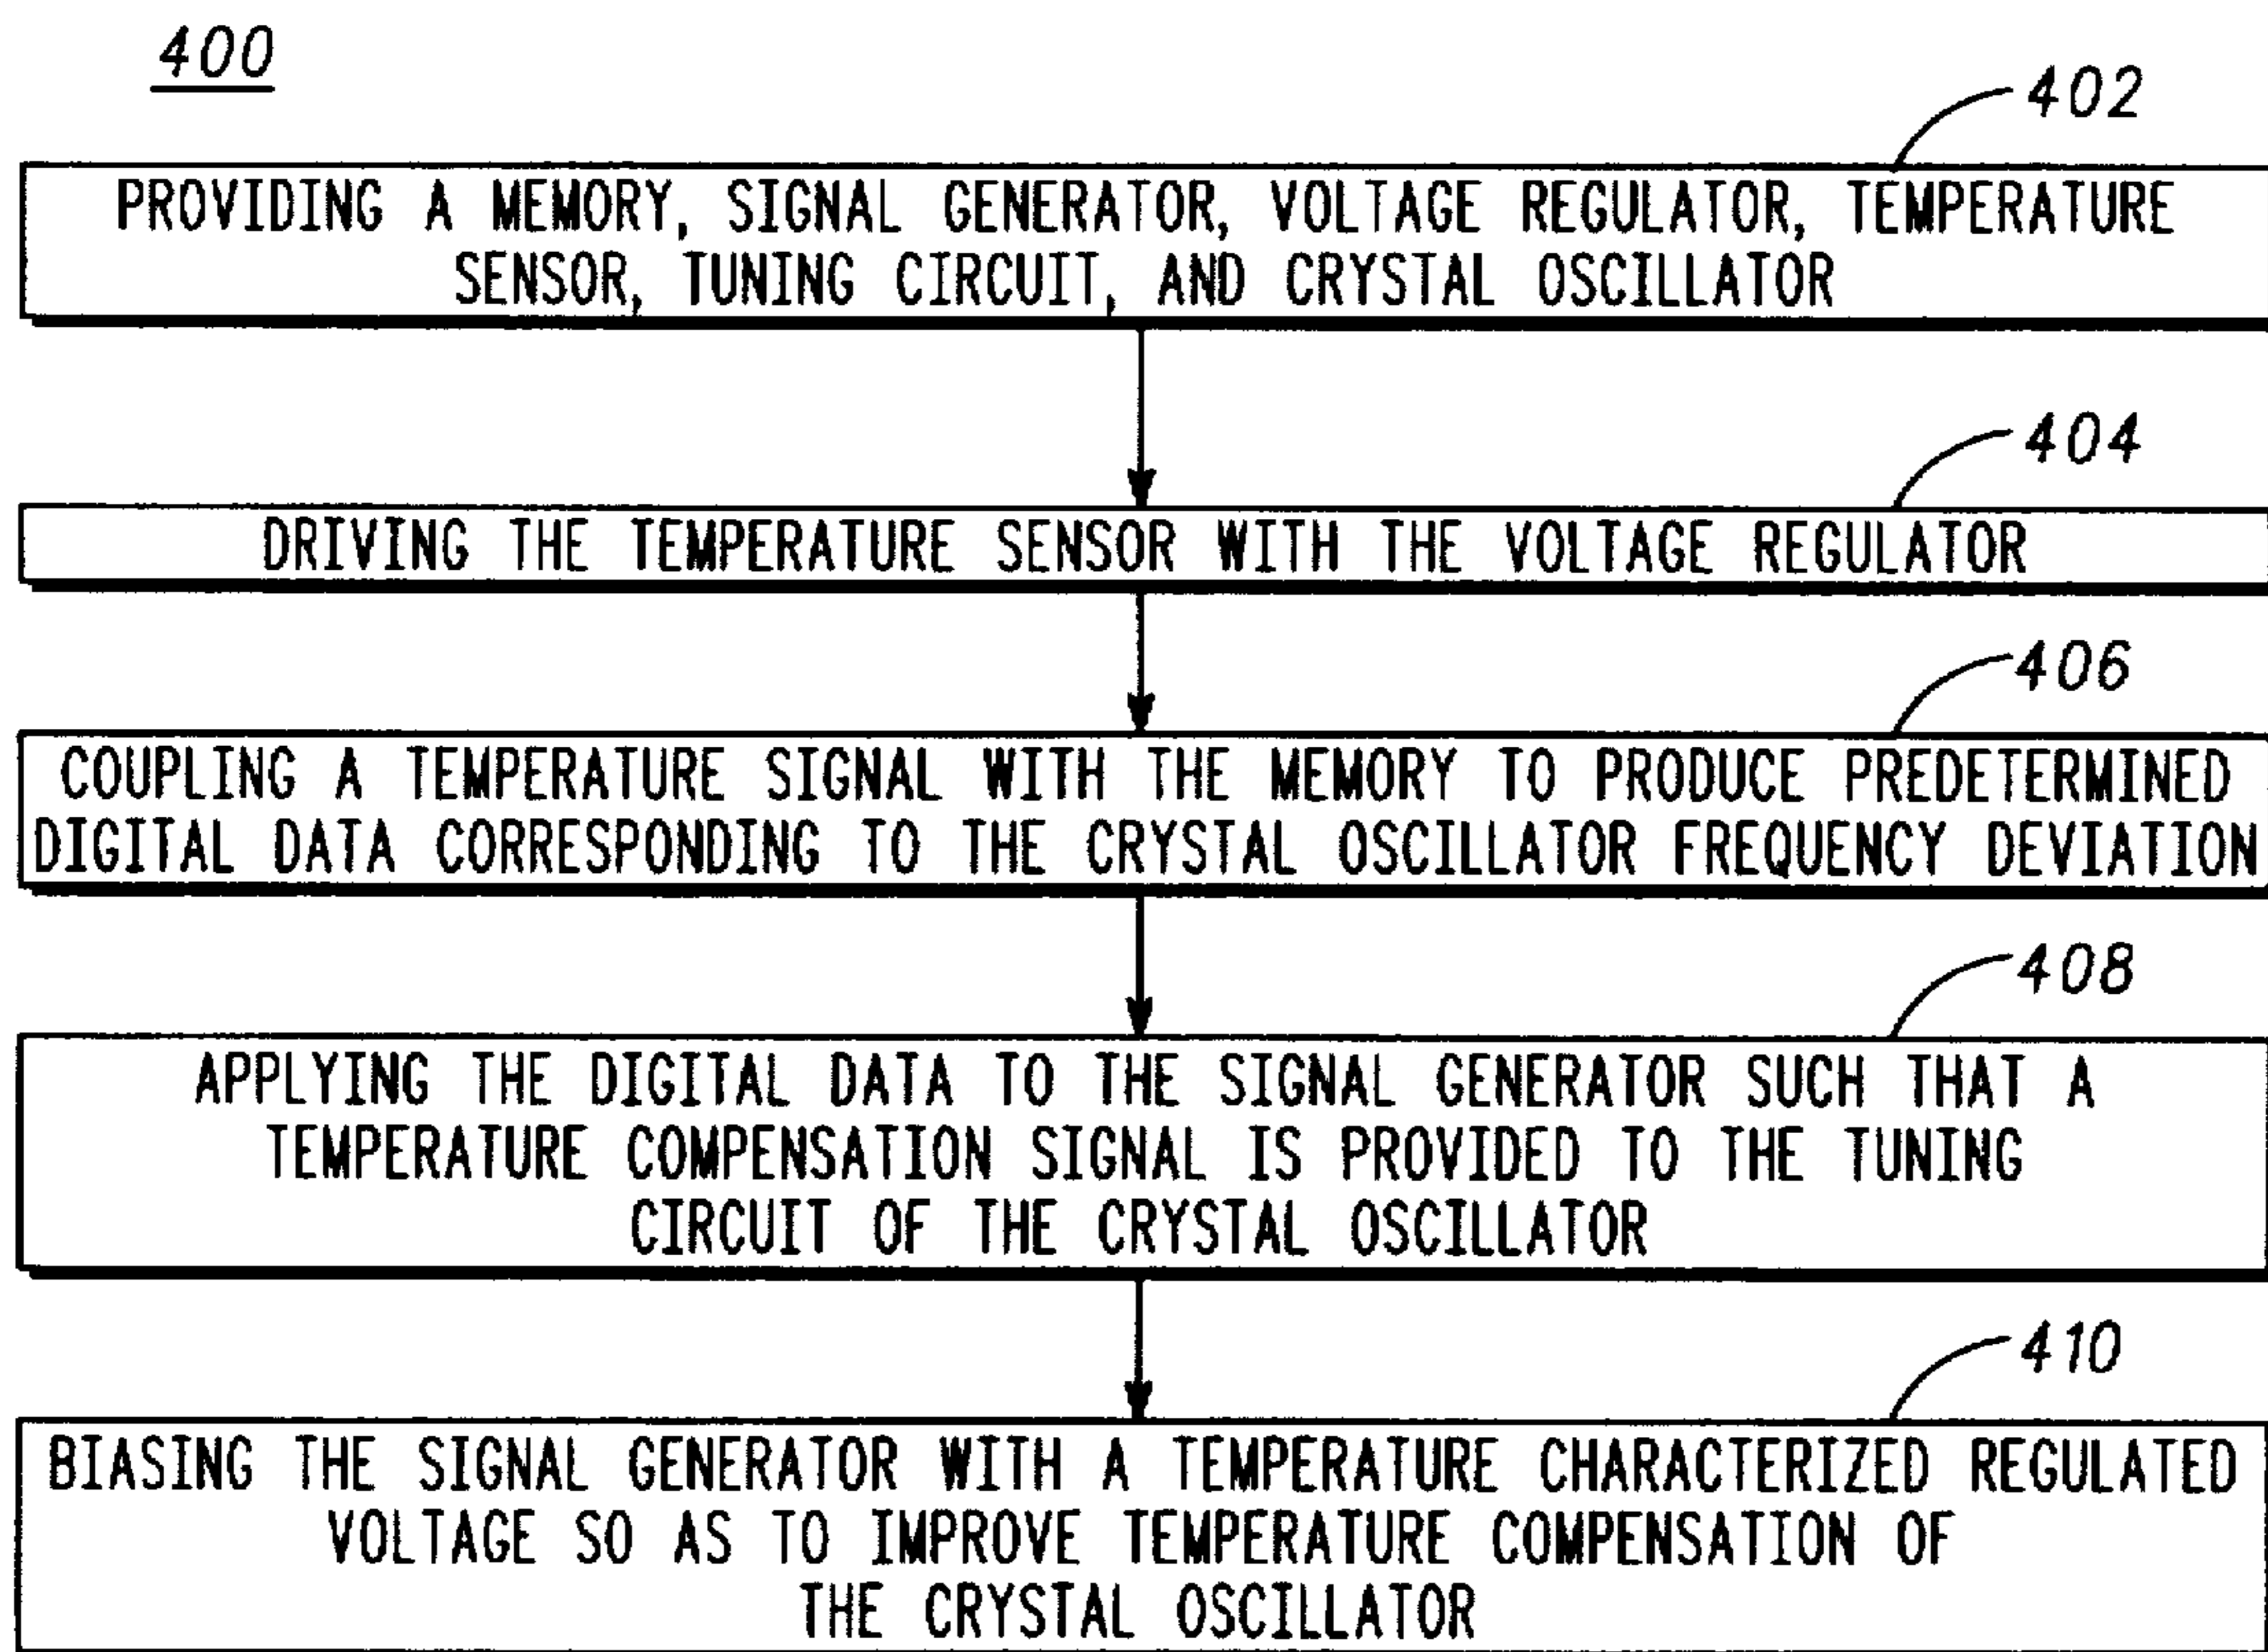 400
402
PROVIDING A MEMORY, SIGNAL GENERATOR, VOLTAGE REGULATOR, TEMPERATURE
SENSOR, TUNING CIRCUIT, AND CRYSTAL OSCILLATOR
404
DRIVING THE TEMPERATURE SENSOR WITH THE VOLTAGE REGULATOR
406
COUPLING A TEMPERATURE SIGNAL WITH THE MEMORY TO PRODUCE PREDETERMINED
DIGITAL DATA CORRESPONDING TO THE CRYSTAL OSCILLATOR FREQUENCY DEVIATION
408
APPLYING THE DIGITAL DATA TO THE SIGNAL GENERATOR SUCH THAT A
TEMPERATURE COMPENSATION SIGNAL IS PROVIDED TO THE TUNING
CIRCUIT OF THE CRYSTAL OSCILLATOR
410
BIASING THE SIGNAL GENERATOR WITH A TEMPERATURE CHARACTERIZED REGULATED
VOLTAGE SO AS TO IMPROVE TEMPERATURE COMPENSATION OF
THE CRYSTAL OSCILLATOR